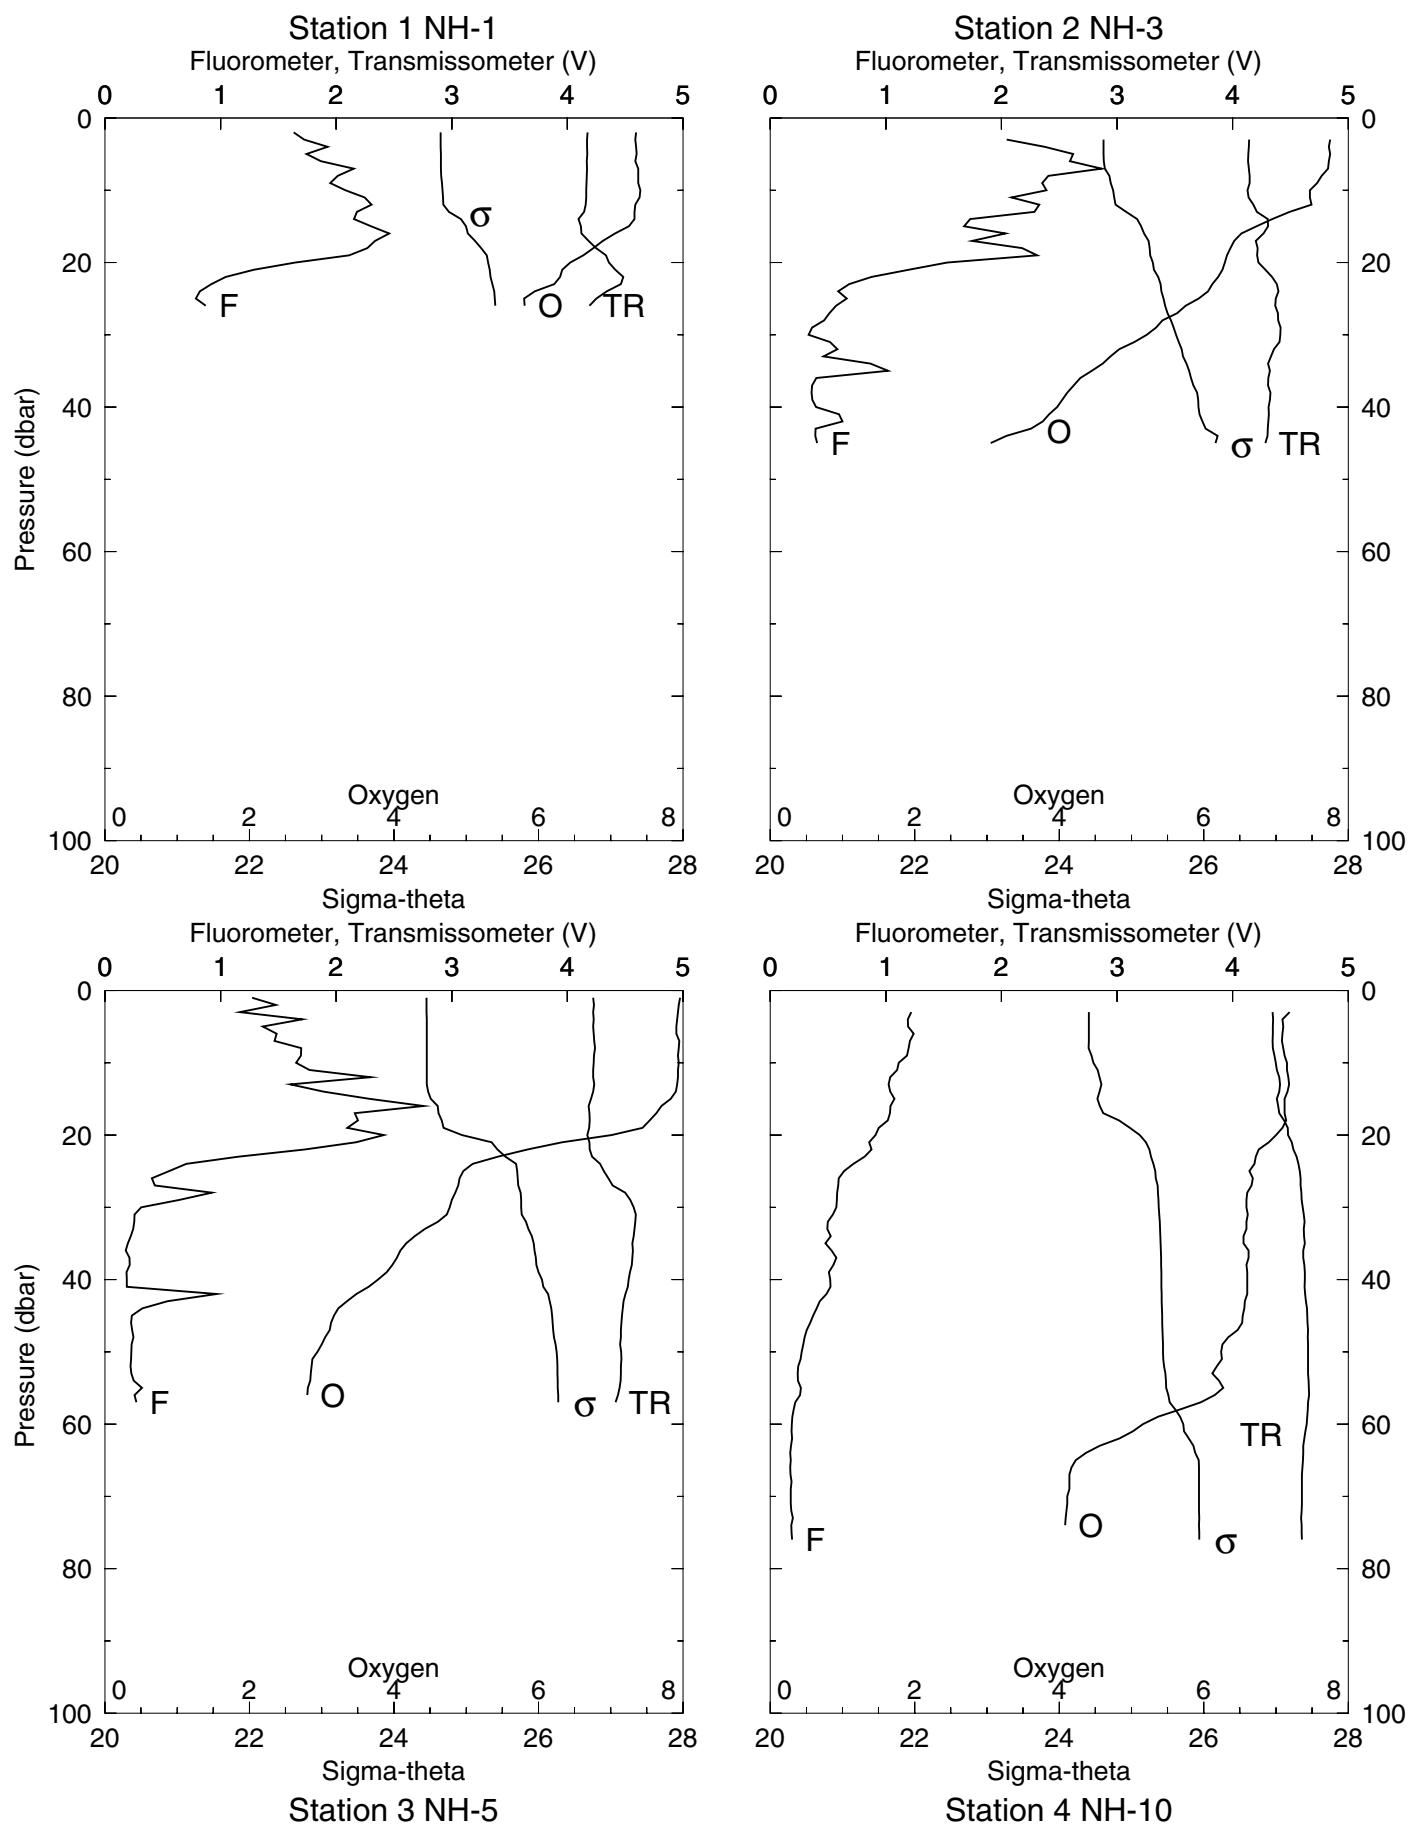 Station 1 NH-1
Fluorometer, Transmissometer (V)
0 1 2 3 4 5
0
20
40
60
80
100
Pressure (dbar)
σ
F
O
TR
Oxygen
0 2 4 6 8
20 22 24 26 28
Sigma-theta
Station 2 NH-3
Fluorometer, Transmissometer (V)
0 1 2 3 4 5
0
20
40
60
80
100
F
O
σ
TR
Oxygen
0 2 4 6 8
20 22 24 26 28
Sigma-theta
Fluorometer, Transmissometer (V)
0 1 2 3 4 5
0
20
40
60
80
100
Pressure (dbar)
F
O
σ
TR
Oxygen
0 2 4 6 8
20 22 24 26 28
Sigma-theta
Station 3 NH-5
Fluorometer, Transmissometer (V)
0 1 2 3 4 5
0
20
40
60
80
100
TR
F
O
σ
Oxygen
0 2 4 6 8
20 22 24 26 28
Sigma-theta
Station 4 NH-10